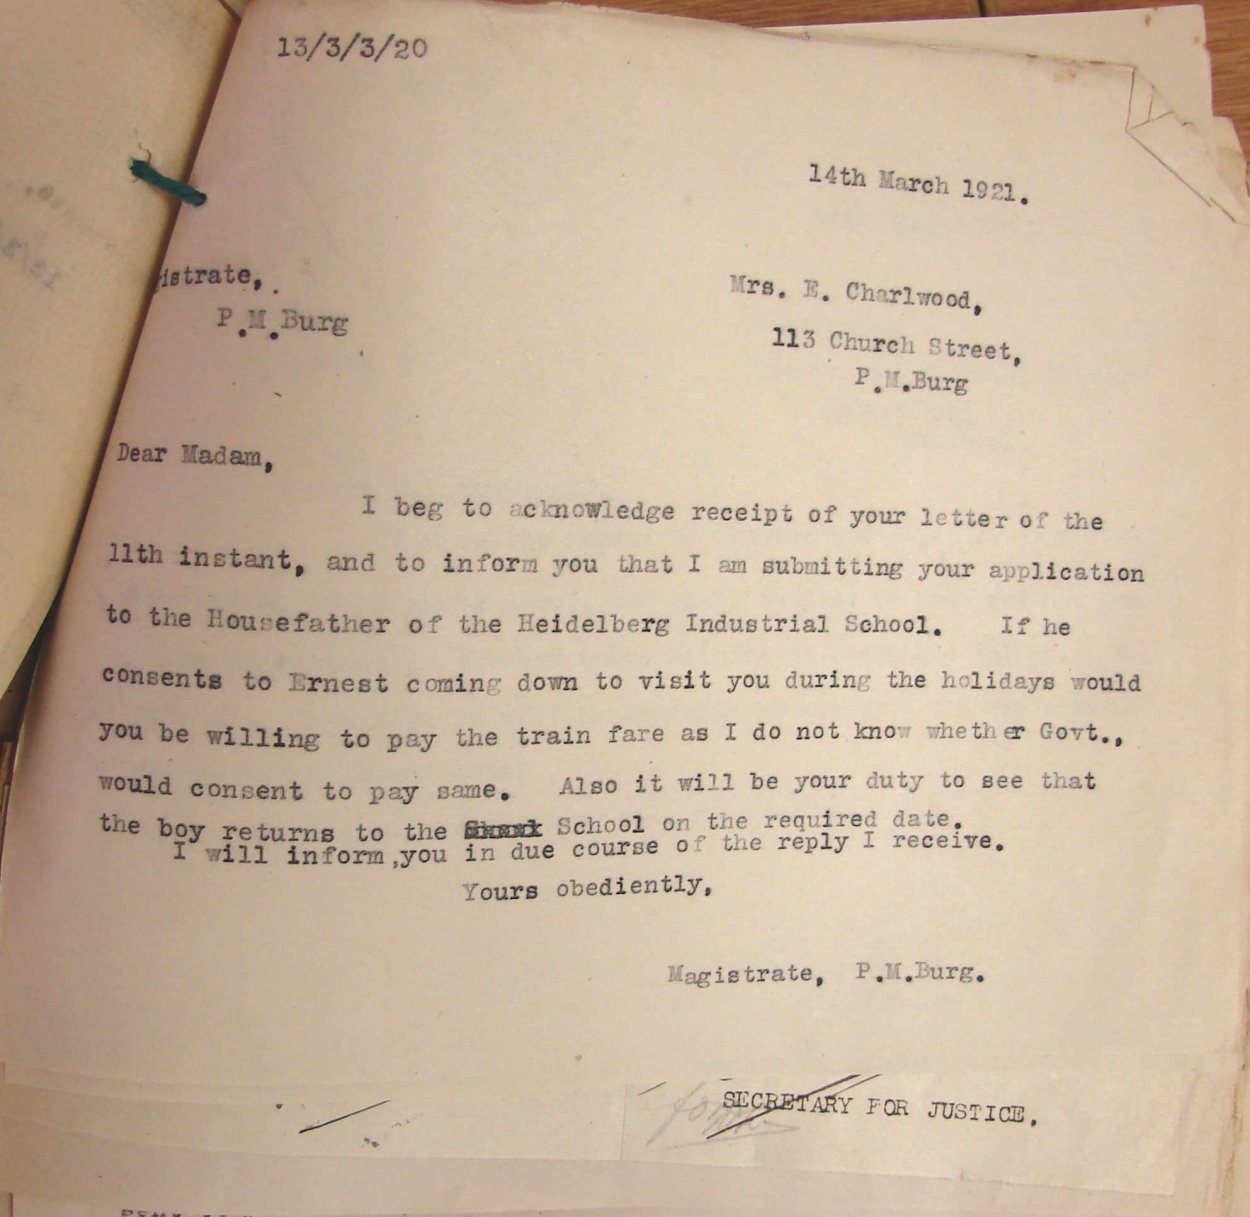 13/3/3/20
14th March 1921.
istrate,
P.M.Burg
Mrs. E. Charlwood,
113 Church Street,
P.M.Burg
Dear Madam,
I beg to acknowledge receipt of your letter of the
11th instant, and to inform you that I am submitting your application
to the Housefather of the Heidelberg Industrial School. If he
consents to Ernest coming down to visit you during the holidays would
you be willing to pay the train fare as I do not know whether Govt.,
would consent to pay same. Also it will be your duty to see that
the boy returns to the School on the required date.
I will inform,you in due course of the reply I receive.
Yours obediently,
Magistrate, P.M.Burg.
SECRETARY FOR JUSTICE.